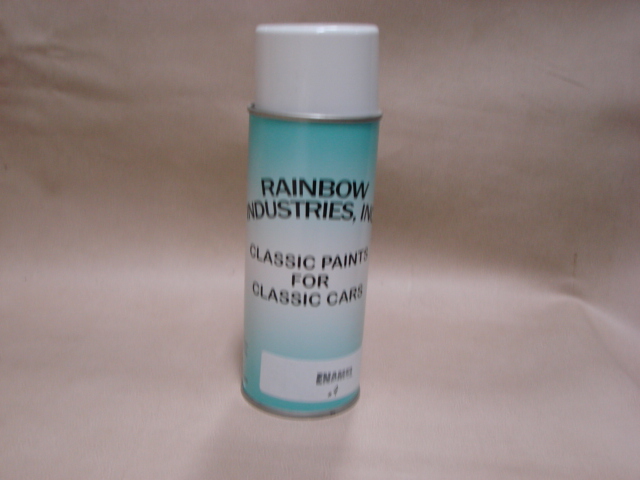 RAINBOW
INDUSTRIES, INC
CLASSIC PAINTS
FOR
CLASSIC CARS
ENAMEL